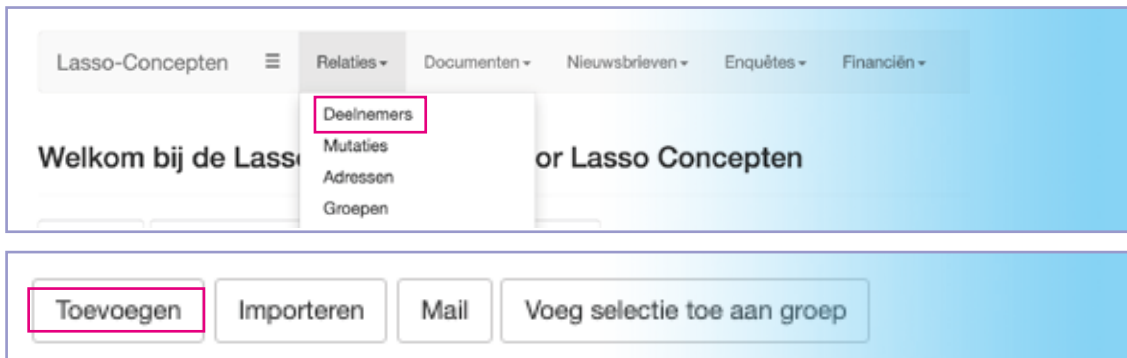 Lasso-Concepten ≡ Relaties Documenten Nieuwsbrieven Enquêtes Financiën
Deelnemers
Welkom bij de Lass or Lasso Concepten
Mutaties
Adressen
Groepen
Toevoegen Importeren Mail Voeg selectie toe aan groep